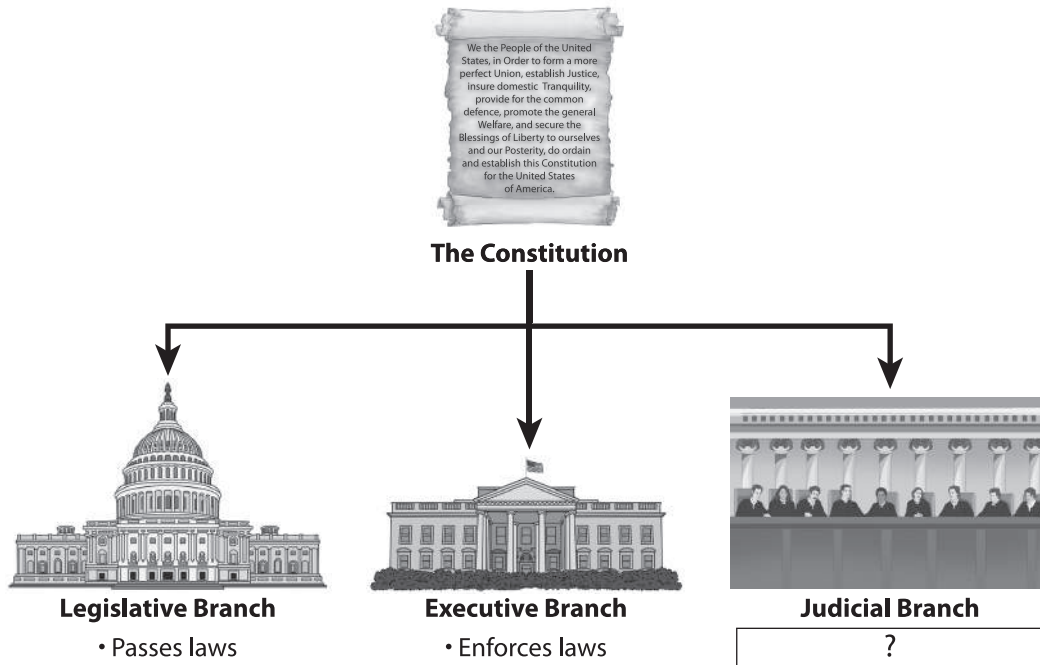 We the People of the United
States, in Order to form a more
perfect Union, establish Justice,
insure domestic Tranquility,
provide for the common
defence, promote the general
Welfare, and secure the
Blessings of Liberty to ourselves
and our Posterity, do ordain
and establish this Constitution
for the United States
of America.
The Constitution
Legislative Branch
• Passes laws
Executive Branch
• Enforces laws
Judicial Branch
?